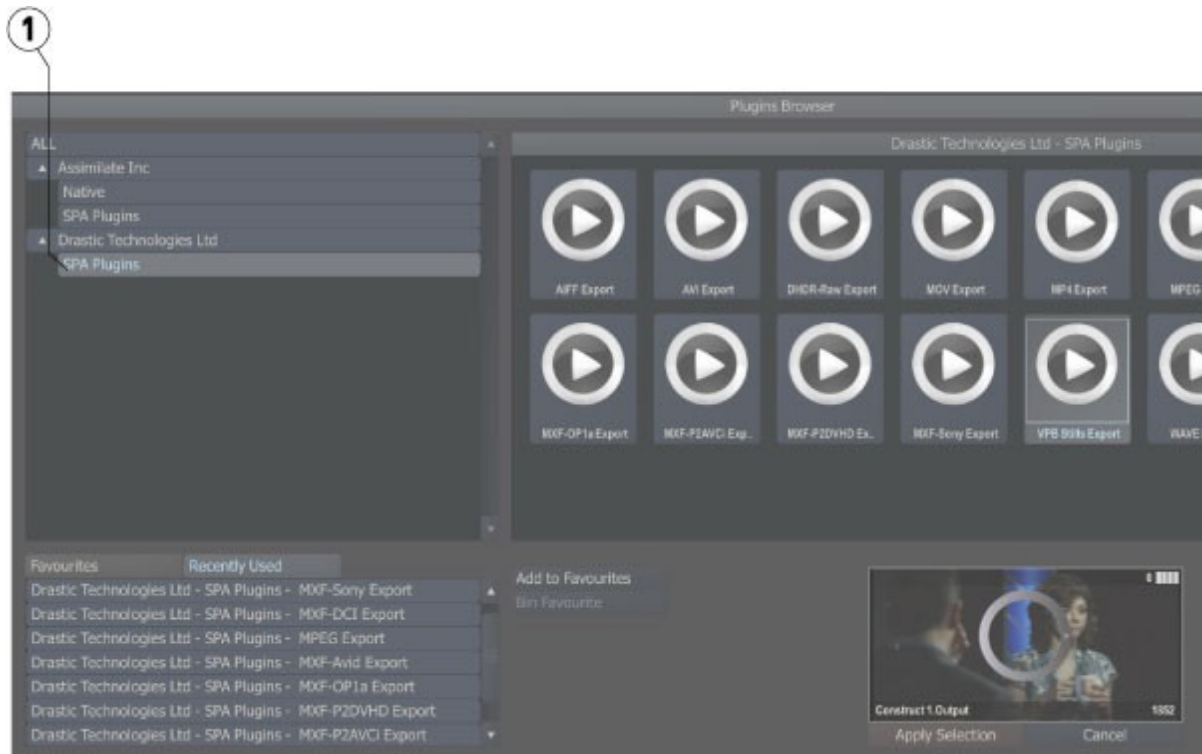 1
Plugins Browser
ALL
Assimilate Inc
Native
SPA Plugins
Drastic Technologies Ltd
SPA Plugins
Drastic Technologies Ltd - SPA Plugins
AIFF Export
AVI Export
DHDR-Raw Export
MOV Export
MP4 Export
MPEG
MXF-OP1a Export
MXF-P2AVCi Exp..
MXF-P2DVHD Ex..
MXF-Sony Export
VPB Stills Export
WAVE
Favourites
Recently Used
Drastic Technologies Ltd - SPA Plugins - MXF-Sony Export
Drastic Technologies Ltd - SPA Plugins - MXF-DCI Export
Drastic Technologies Ltd - SPA Plugins - MPEG Export
Drastic Technologies Ltd - SPA Plugins - MXF-Avid Export
Drastic Technologies Ltd - SPA Plugins - MXF-OP1a Export
Drastic Technologies Ltd - SPA Plugins - MXF-P2DVHD Export
Drastic Technologies Ltd - SPA Plugins - MXF-P2AVCi Export
Add to Favourites
Bin Favourite
Construct 1.Output
1852
Apply Selection
Cancel